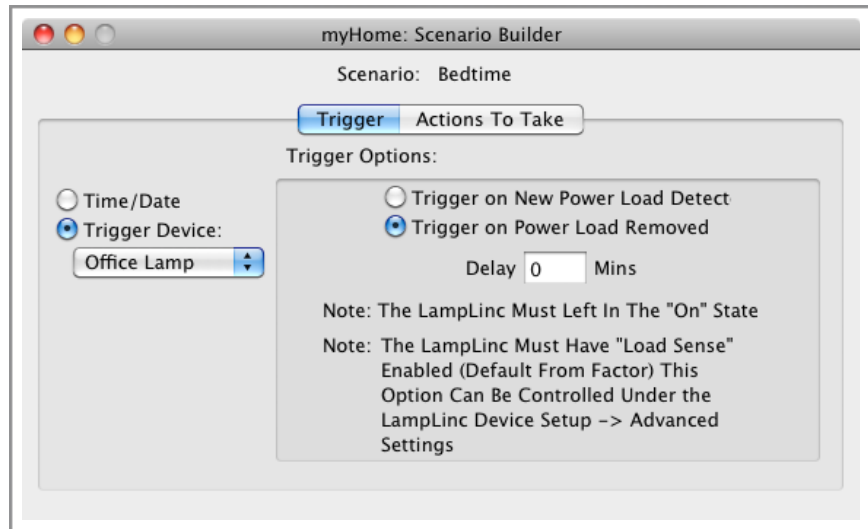 myHome: Scenario Builder
Scenario: Bedtime
Trigger Actions To Take
Trigger Options:
Time/Date
Trigger Device:
Office Lamp
Trigger on New Power Load Detect
Trigger on Power Load Removed
Delay 0 Mins
Note: The LampLinc Must Left In The "On" State
Note: The LampLinc Must Have "Load Sense"
Enabled (Default From Factor) This
Option Can Be Controlled Under the
LampLinc Device Setup -> Advanced
Settings